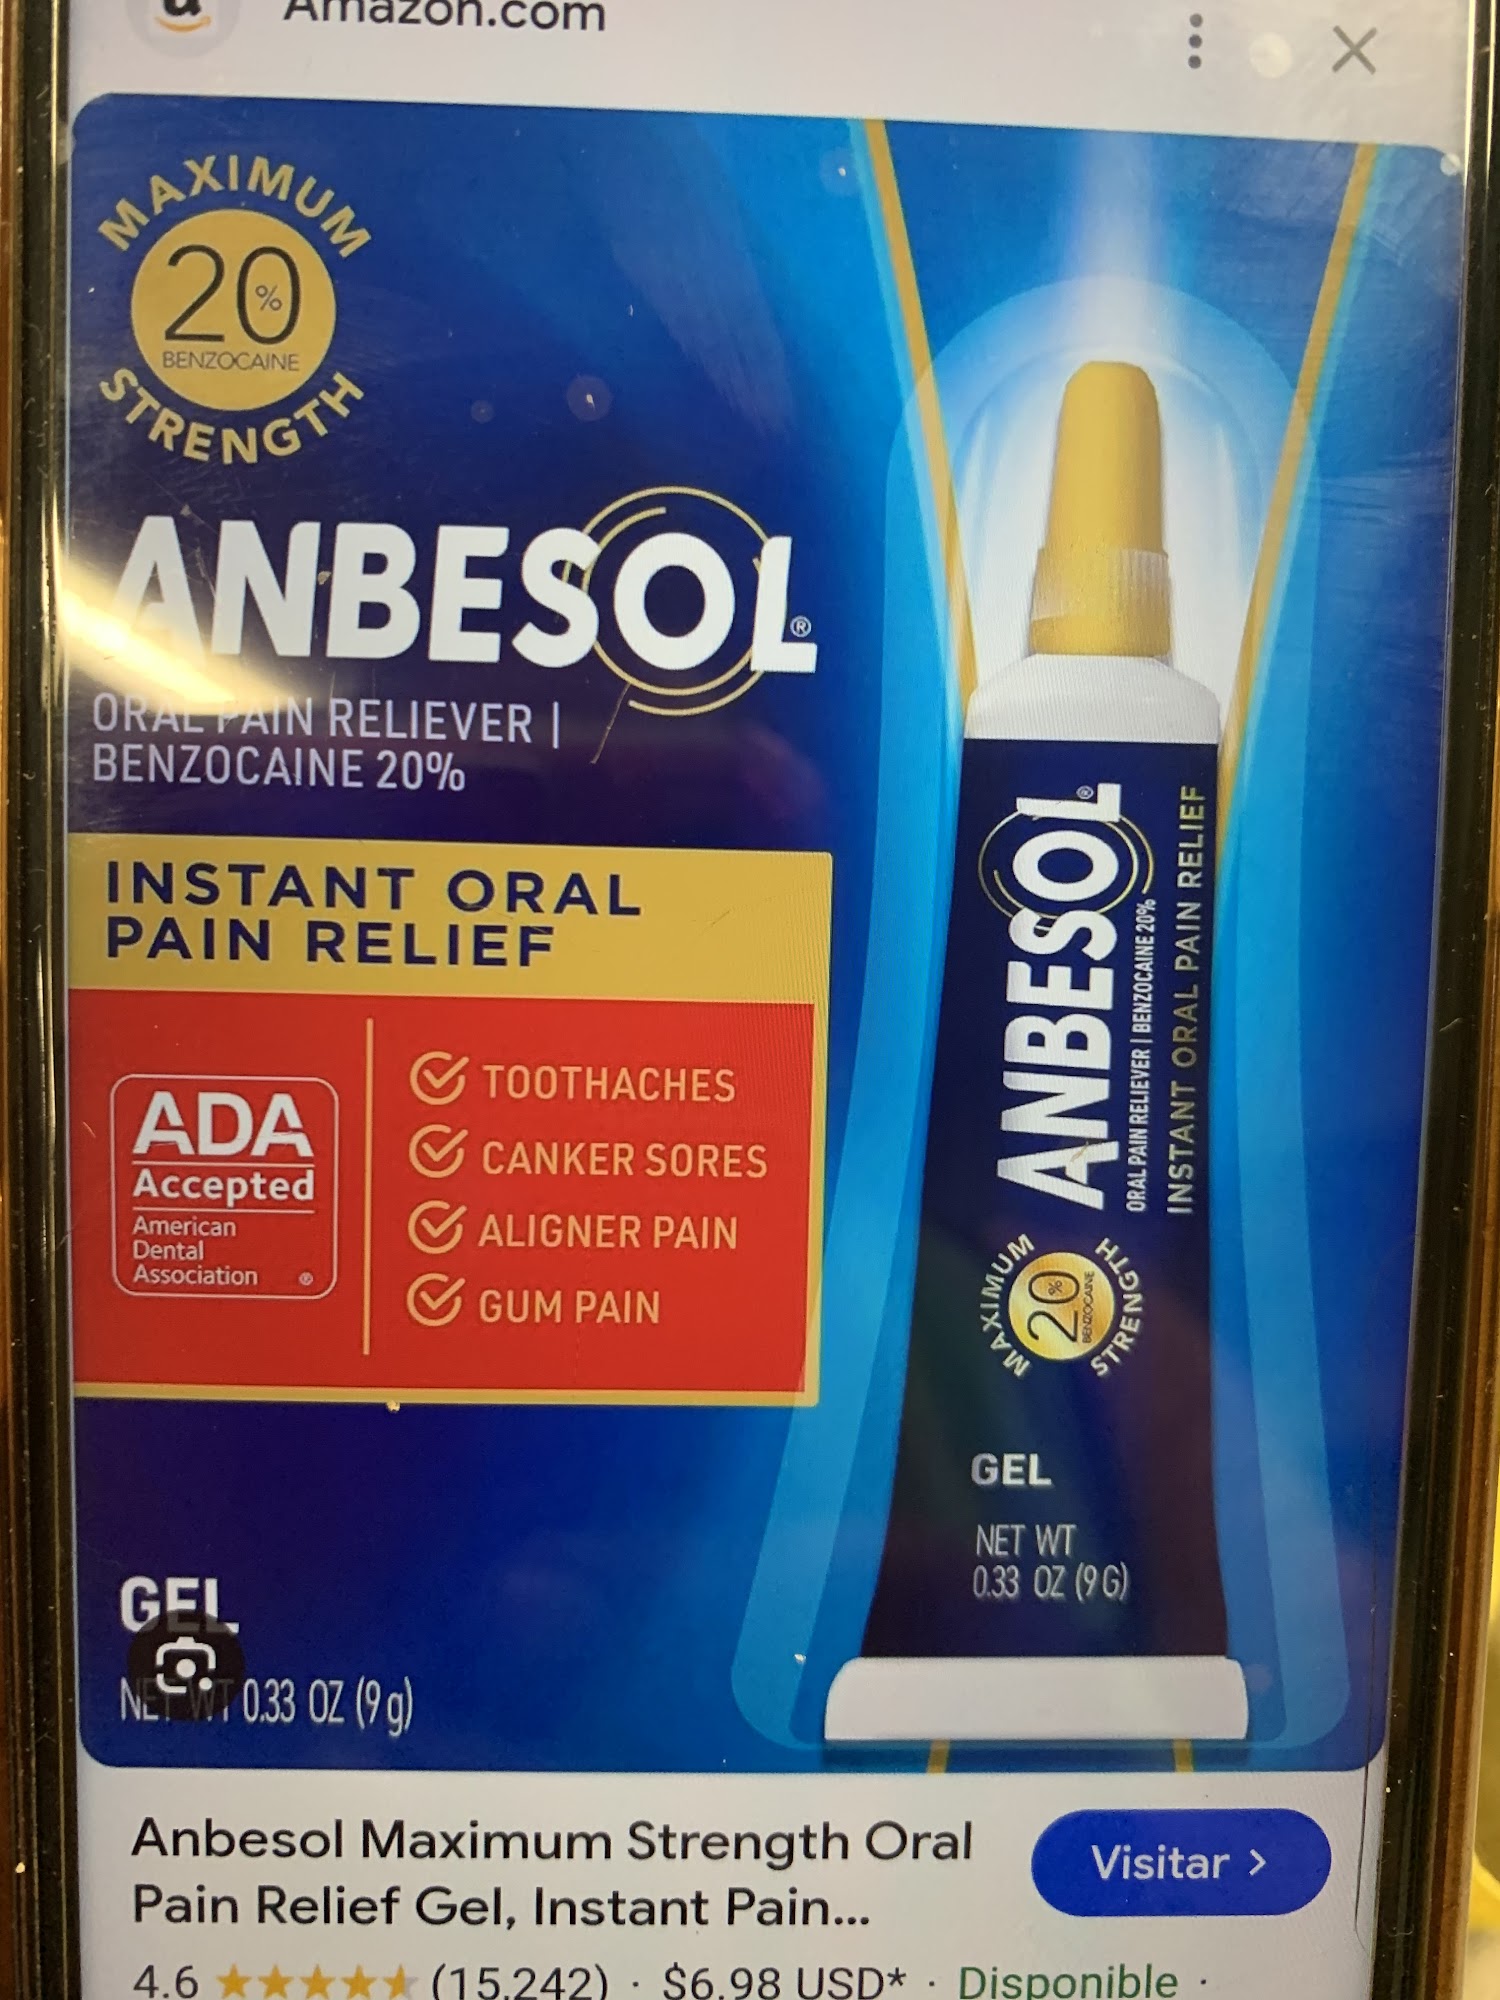 Amazon.com
MAXIMUM
20%
BENZOCAINE
STRENGTH
ANBESOL®
ORAL PAIN RELIEVER |
BENZOCAINE 20%
INSTANT ORAL
PAIN RELIEF
ADA
Accepted
American
Dental
Association ®
TOOTHACHES
CANKER SORES
ALIGNER PAIN
GUM PAIN
GEL
NET WT 0.33 OZ (9 g)
ANBESOL®
ORAL PAIN RELIEVER | BENZOCAINE 20%
INSTANT ORAL PAIN RELIEF
MAXIMUM
20%
BENZOCAINE
STRENGTH
GEL
NET WT
0.33 OZ (9 G)
Anbesol Maximum Strength Oral
Pain Relief Gel, Instant Pain...
Visitar >
4.6 ★★★★★ (15,242) · $6.98 USD* · Disponible ·